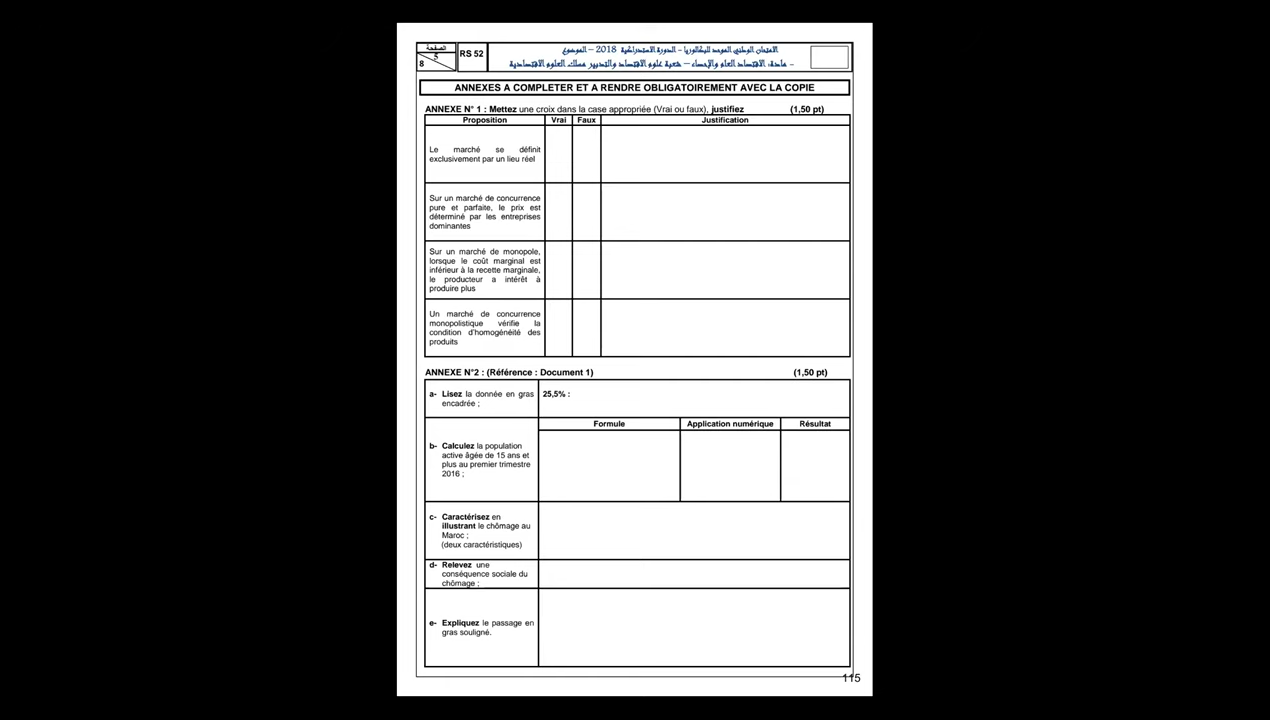 الصفحة
5
8
RS 52
الامتحان الوطني الموحد للبكالوريا - الدورة الاستدراكية 2018 – الموضوع
- مادة: الاقتصاد العام والإحصاء – شعبة علوم الاقتصاد والتدبير مسلك العلوم الاقتصادية
ANNEXES A COMPLETER ET A RENDRE OBLIGATOIREMENT AVEC LA COPIE
ANNEXE N° 1 : Mettez une croix dans la case appropriée (Vrai ou faux), justifiez (1,50 pt)
Proposition Vrai Faux Justification
Le marché se définit
exclusivement par un lieu réel
Sur un marché de concurrence
pure et parfaite, le prix est
déterminé par les entreprises
dominantes
Sur un marché de monopole,
lorsque le coût marginal est
inférieur à la recette marginale,
le producteur a intérêt à
produire plus
Un marché de concurrence
monopolistique vérifie la
condition d'homogénéité des
produits
ANNEXE N°2 : (Référence : Document 1) (1,50 pt)
a- Lisez la donnée en gras
encadrée ;
25,5% :
Formule Application numérique Résultat
b- Calculez la population
active âgée de 15 ans et
plus au premier trimestre
2016 ;
c- Caractérisez en
illustrant le chômage au
Maroc ;
(deux caractéristiques)
d- Relevez une
conséquence sociale du
chômage ;
e- Expliquez le passage en
gras souligné.
115